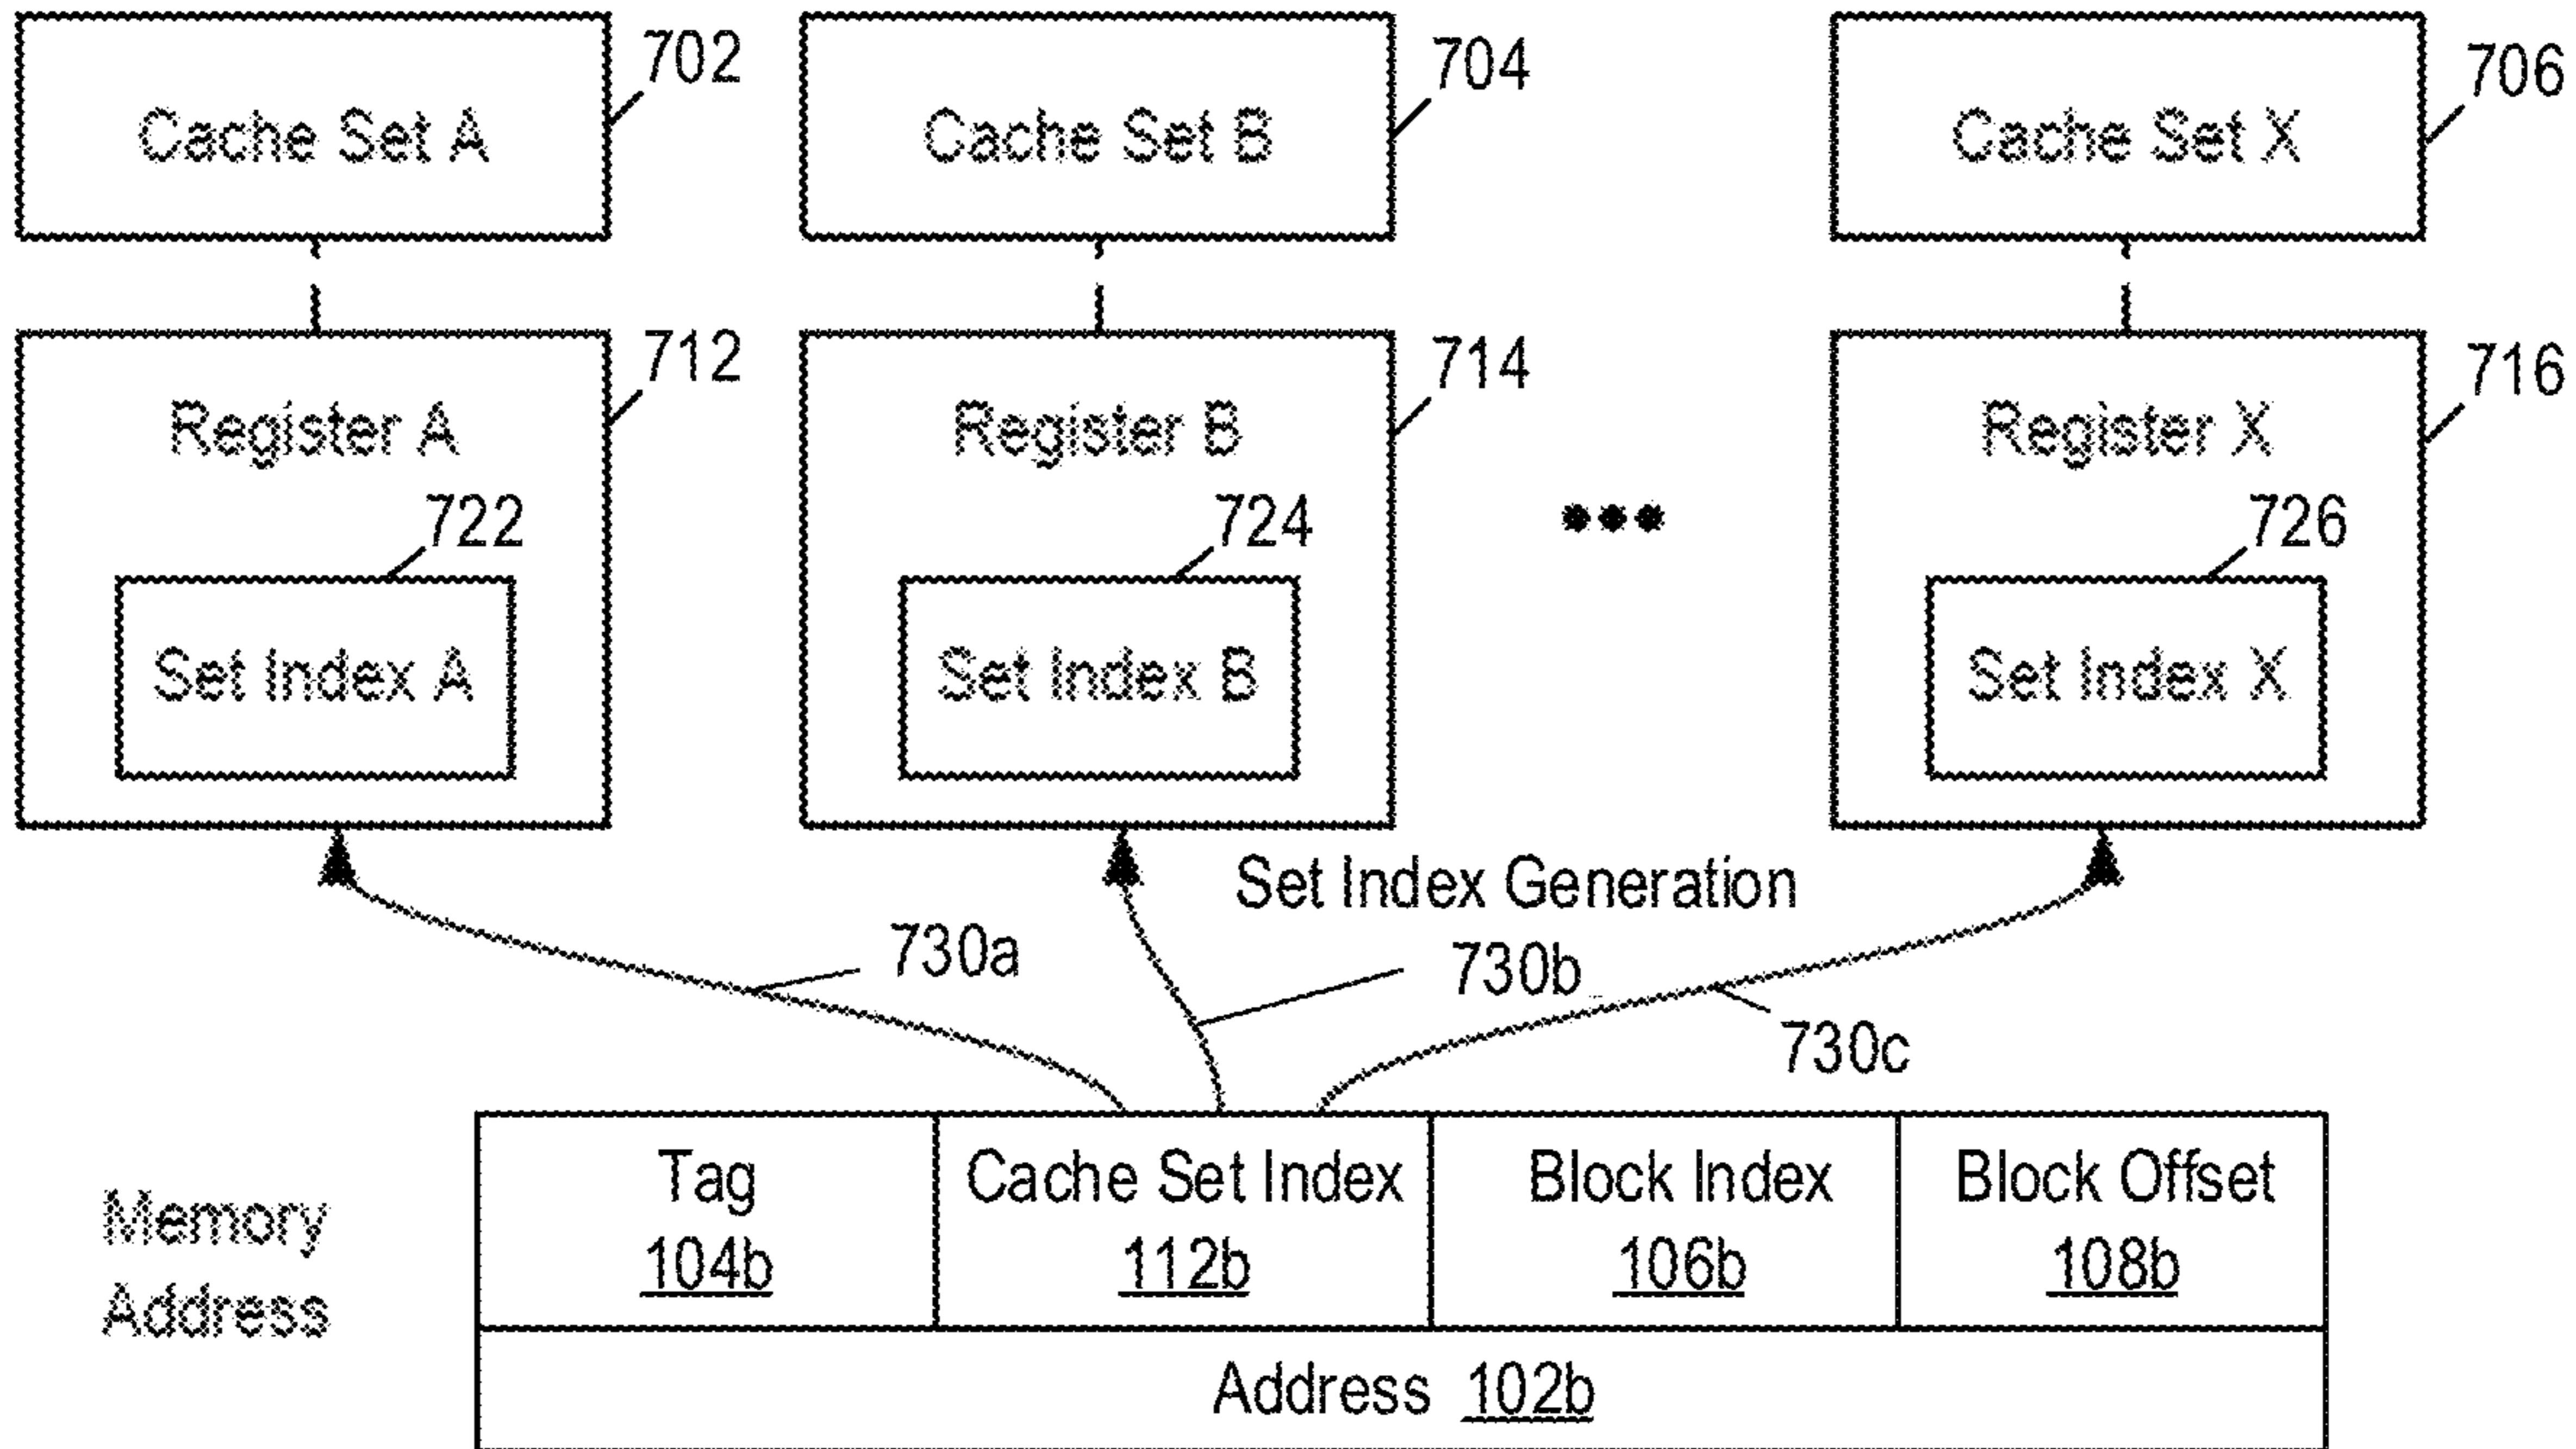 702
704
706
Cache Set A
Cache Set B
Cache Set X
712
714
716
Register A
Register B
Register X
722
724
726
Set Index A
Set Index B
Set Index X
Set Index Generation
730a
730b
730c
Memory
Address
Tag
104b
Cache Set Index
112b
Block Index
106b
Block Offset
108b
Address 102b